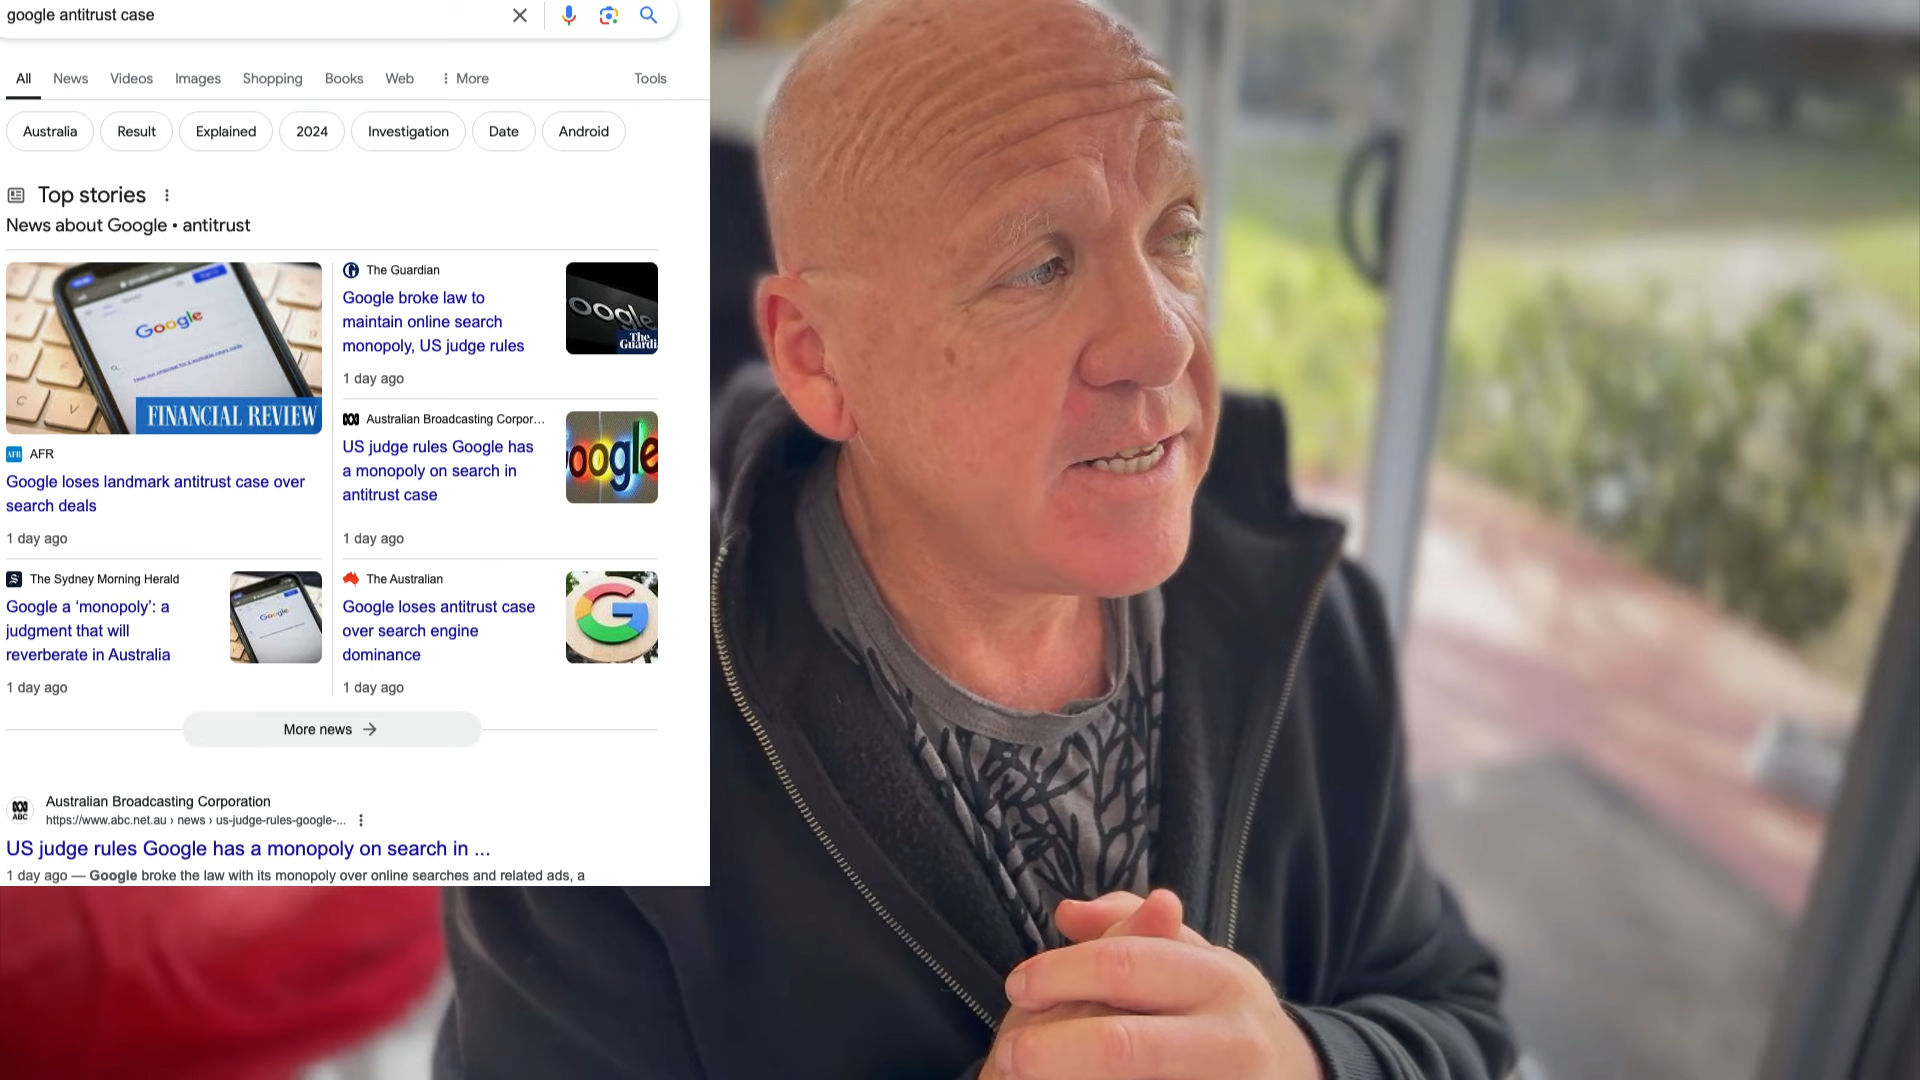 google antitrust case
All News Videos Images Shopping Books Web More Tools
Australia Result Explained 2024 Investigation Date Android
Top stories
News about Google • antitrust
Google
FINANCIAL REVIEW
AFR
Google loses landmark antitrust case over
search deals
1 day ago
The Guardian
Google broke law to
maintain online search
monopoly, US judge rules
1 day ago
oogle
The
Guardi
Australian Broadcasting Corpor...
US judge rules Google has
a monopoly on search in
antitrust case
1 day ago
oogle
The Sydney Morning Herald
Google a ‘monopoly’: a
judgment that will
reverberate in Australia
1 day ago
Google
The Australian
Google loses antitrust case
over search engine
dominance
1 day ago
G
More news
ABC
Australian Broadcasting Corporation
https://www.abc.net.au › news › us-judge-rules-google-...
US judge rules Google has a monopoly on search in ...
1 day ago — Google broke the law with its monopoly over online searches and related ads, a